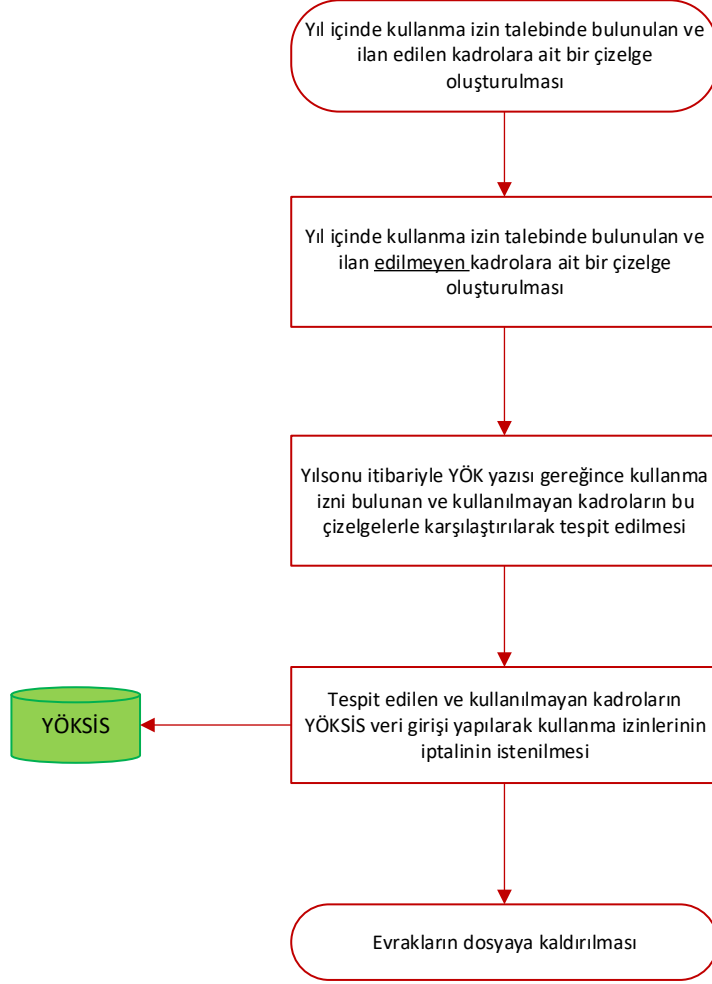 Yıl içinde kullanma izin talebinde bulunulan ve
ilan edilen kadrolara ait bir çizelge
oluşturulması
Yıl içinde kullanma izin talebinde bulunulan ve
ilan edilmeyen kadrolara ait bir çizelge
oluşturulması
Yılsonu itibariyle YÖK yazısı gereğince kullanma
izni bulunan ve kullanılmayan kadroların bu
çizelgelerle karşılaştırılarak tespit edilmesi
Tespit edilen ve kullanılmayan kadroların
YÖKSİS veri girişi yapılarak kullanma izinlerinin
iptalinin istenilmesi
YÖKSİS
Evrakların dosyaya kaldırılması